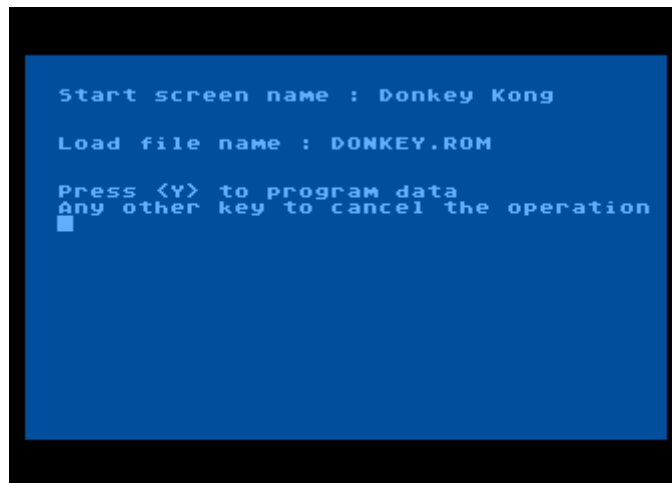 Start screen name : Donkey Kong
Load file name : DONKEY.ROM
Press <Y> to program data
Any other key to cancel the operation